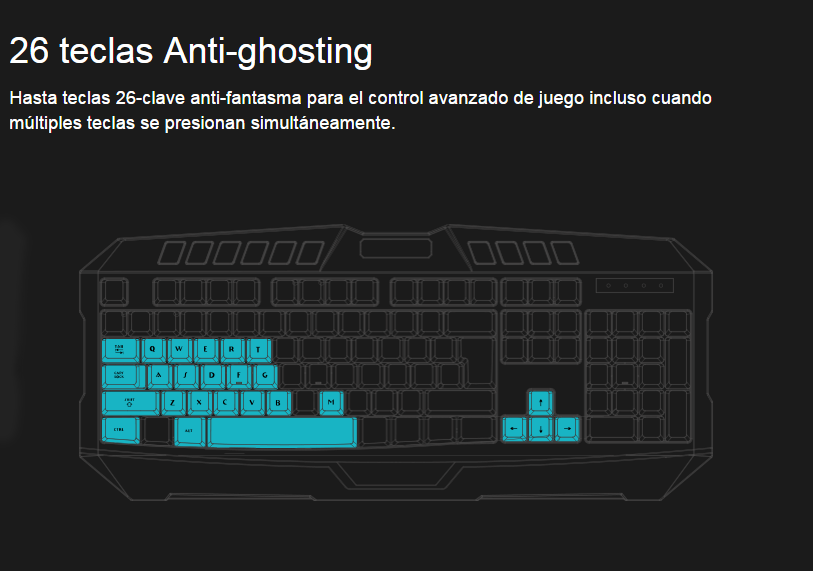 26 teclas Anti-ghosting
Hasta teclas 26-clave anti-fantasma para el control avanzado de juego incluso cuando
múltiples teclas se presionan simultáneamente.
TAB Q W E R T
CAPS LOCK A S D F G
SHIFT Z X C V B M ↑
CTRL ALT ← ↓ →